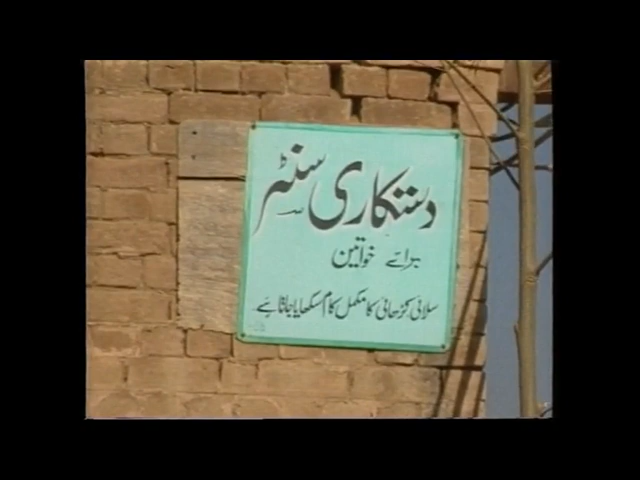 دستکاری سنٹر
برائے خواتین
سلائی کڑھائی کا مکمل کام سکھایا جاتا ہے